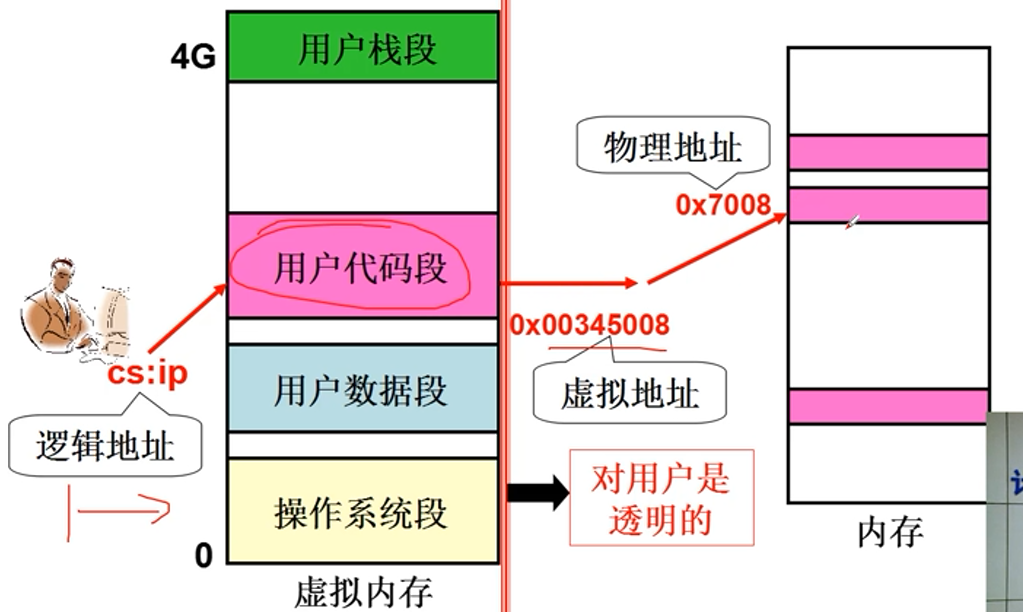 4G
用户栈段
物理地址
0x7008
用户代码段
0x00345008
cs:ip
用户数据段
虚拟地址
逻辑地址
对用户是
透明的
操作系统段
0
虚拟内存
内存